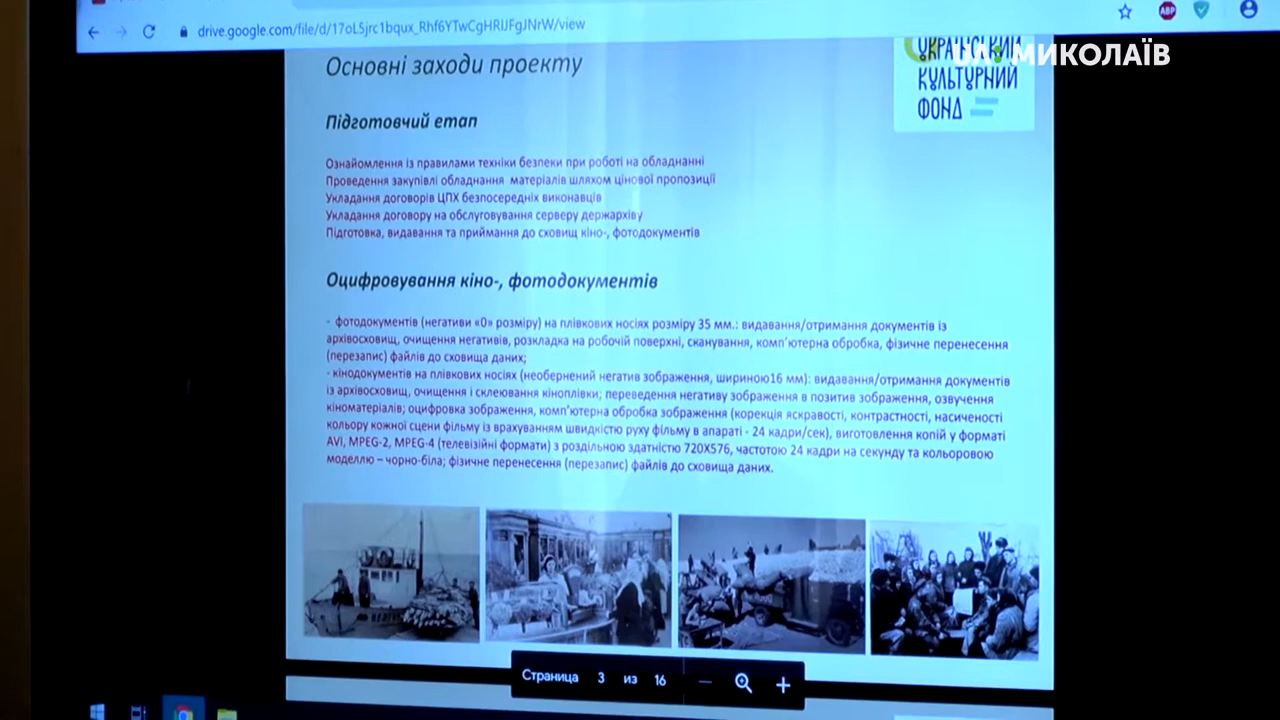 drive.google.com/file/d/17oL5jrc1bqux_Rhf6YTwCgHRIJFgJNrW/view
ABP
UA: МИКОЛАЇВ
УКРАЇНСЬКИЙ
КУЛЬТУРНИЙ
ФОНД
Основні заходи проекту
Підготовчий етап
Ознайомлення із правилами техніки безпеки при роботі на обладнанні
Проведення закупівлі обладнання матеріалів шляхом цінової пропозиції
Укладання договорів ЦПХ безпосередніх виконавців
Укладання договору на обслуговування серверу держархіву
Підготовка, видавання та приймання до сховищ кіно-, фотодокументів
Оцифровування кіно-, фотодокументів
- фотодокументів (негативи «0» розміру) на плівкових носіях розміру 35 мм.: видавання/отримання документів із
архівосховищ, очищення негативів, розкладка на робочій поверхні, сканування, комп'ютерна обробка, фізичне перенесення
(перезапис) файлів до сховища даних;
- кінодокументів на плівкових носіях (необернений негатив зображення, шириною16 мм): видавання/отримання документів
із архівосховищ, очищення і склеювання кіноплівки; переведення негативу зображення в позитив зображення, озвучення
кіноматеріалів; оцифровка зображення, комп'ютерна обробка зображення (корекція яскравості, контрастності, насиченості
кольору кожної сцени фільму із врахуванням швидкістю руху фільму в апараті - 24 кадри/сек), виготовлення копій у форматі
AVI, MPEG-2, MPEG-4 (телевізійні формати) з роздільною здатністю 720Х576, частотою 24 кадри на секунду та кольоровою
моделлю – чорно-біла; фізичне перенесення (перезапис) файлів до сховища даних.
Страница 3 из 16